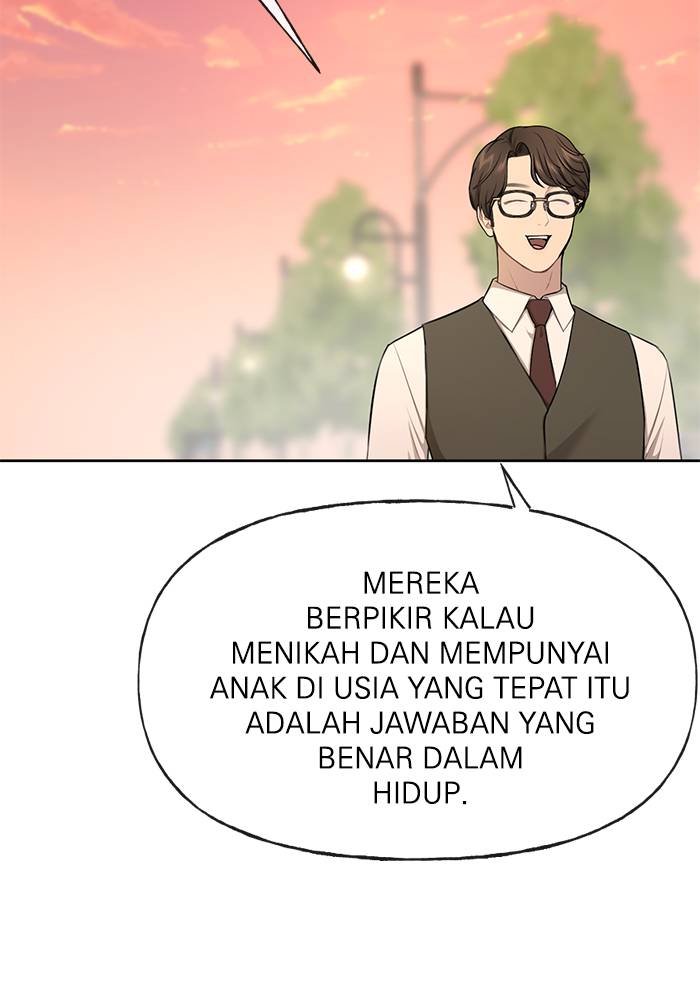 MEREKA
BERPIKIR KALAU
MENIKAH DAN MEMPUNYAI
ANAK DI USIA YANG TEPAT ITU
ADALAH JAWABAN YANG
BENAR DALAM
HIDUP.